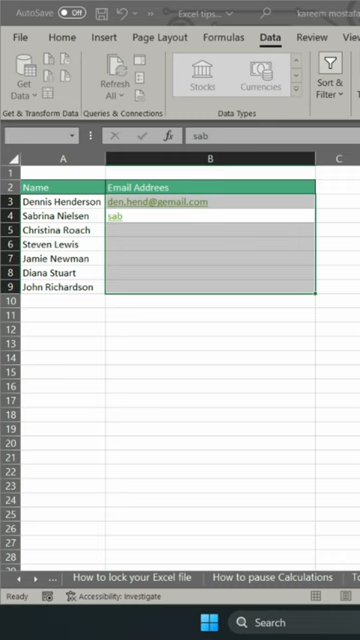 AutoSave Off Excel tips... kareem mostafa
File Home Insert Page Layout Formulas Data Review
Get Data Refresh All Stocks Currencies Sort & Filter
Get & Transform Data Queries & Connections Data Types
fx sab
A B C
1
2 Name Email Addrees
3 Dennis Henderson den.hend@gemail.com
4 Sabrina Nielsen sab
5 Christina Roach
6 Steven Lewis
7 Jamie Newman
8 Diana Stuart
9 John Richardson
10
11
12
13
14
15
16
17
18
19
20
21
22
23
24
25
26
27
28
... How to lock your Excel file How to pause Calculations
Ready Accessibility: Investigate
Search